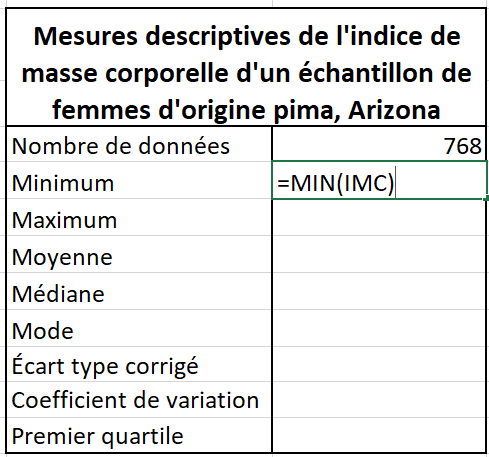 Mesures descriptives de l'indice de
masse corporelle d'un échantillon de
femmes d'origine pima, Arizona
Nombre de données 768
Minimum =MIN(IMC)
Maximum
Moyenne
Médiane
Mode
Écart type corrigé
Coefficient de variation
Premier quartile